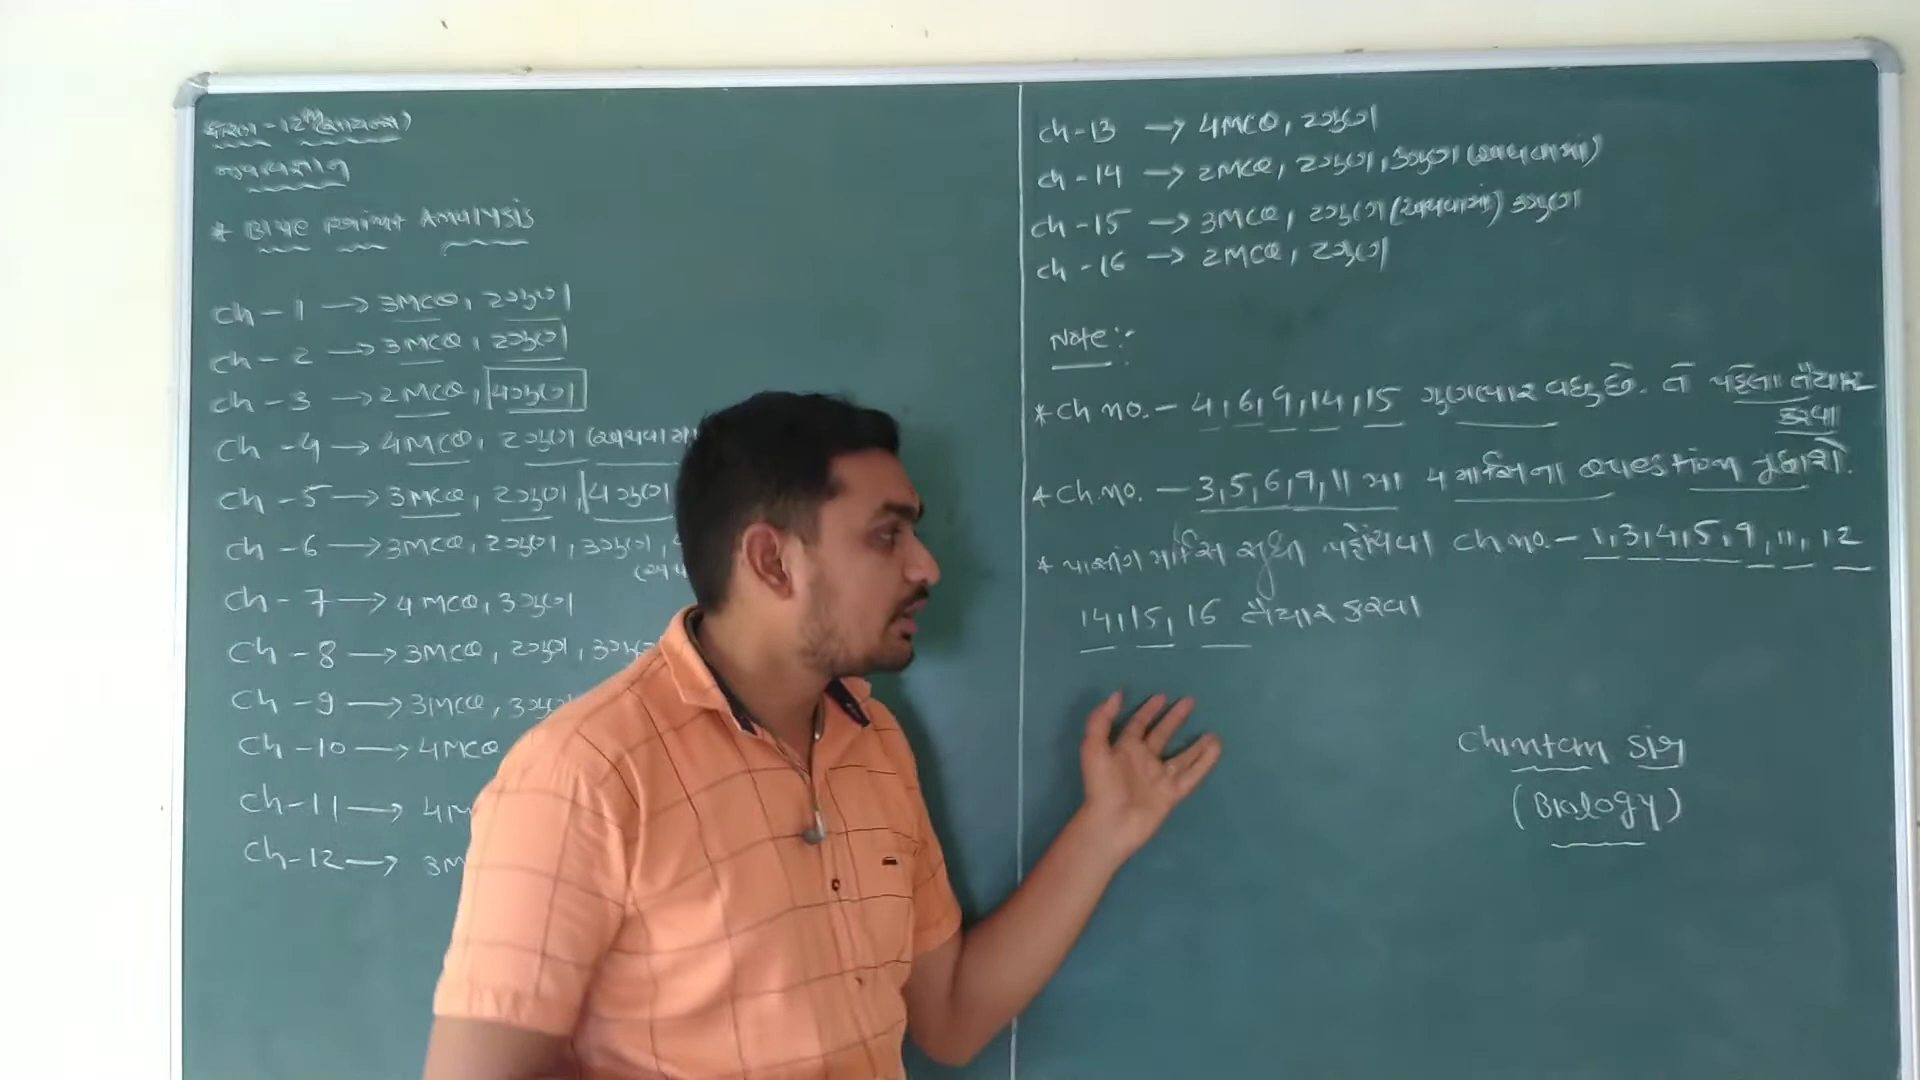 ધોરણ-12th (સાયન્સ)
જીવવિજ્ઞાન
* Blue print Analysis
Ch-1 → 3MCQ, 2ગુણ
Ch-2 → 3MCQ, 2ગુણ
Ch-3 → 2MCQ, 4ગુણ
Ch-4 → 4MCQ, 2ગુણ (અથવામાં
Ch-5 → 3MCQ, 2ગુણ, 4ગુણ
Ch-6 → 3MCQ, 2ગુણ, 3ગુણ,
Ch-7 → 4MCQ, 3ગુણ
Ch-8 → 3MCQ, 2ગુણ, 3ગુણ
Ch-9 → 3MCQ, 3ગુ
Ch-10 → 4MCQ
Ch-11 → 4M
Ch-12 → 3M
Ch-13 → 4MCQ, 2ગુણ
Ch-14 → 2MCQ, 2ગુણ, 3ગુણ (અથવામાં)
Ch-15 → 3MCQ, 2ગુણ (અથવામાં) 3ગુણ
Ch-16 → 2MCQ, 2ગુણ
Note:-
* Ch no. - 4, 6, 9, 14, 15 ગુણભાર વધુ છે. તે પહેલા તૈયાર
કરવા
* Ch.no. - 3, 5, 6, 9, 11 માં 4 માર્કના question પૂછાશે.
* પાસીંગ માર્ક સુધી પહોંચવા Ch no. - 1, 3, 4, 5, 9, 11, 12
14, 15, 16 તૈયાર કરવા
Chintan sir
(Biology)